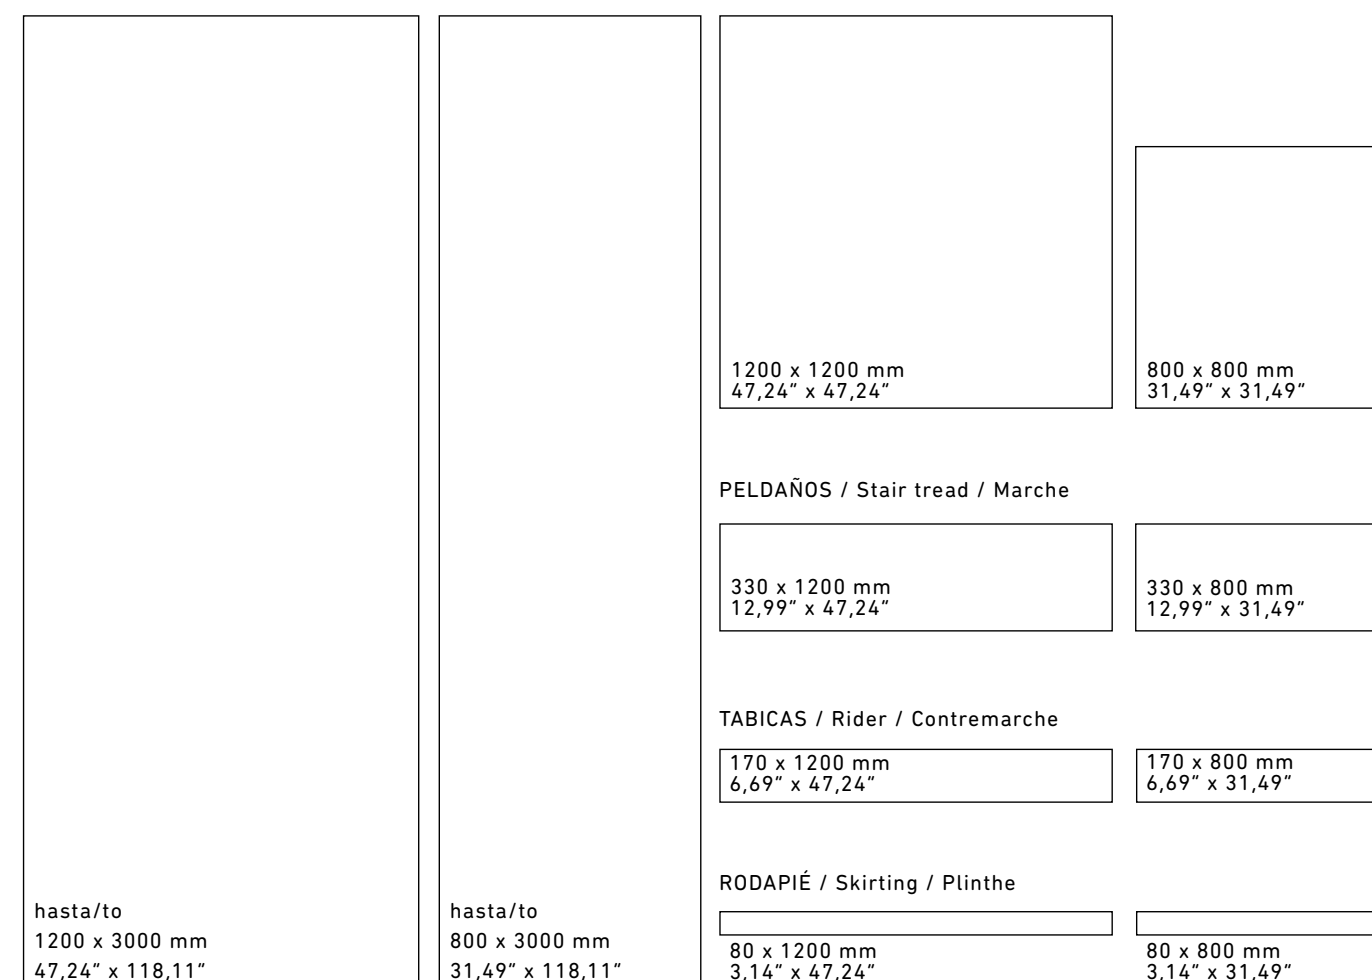 hasta/to
1200 x 3000 mm
47,24” x 118,11”
hasta/to
800 x 3000 mm
31,49” x 118,11”
1200 x 1200 mm
47,24” x 47,24”
800 x 800 mm
31,49” x 31,49”
PELDAÑOS / Stair tread / Marche
330 x 1200 mm
12,99” x 47,24”
330 x 800 mm
12,99” x 31,49”
TABICAS / Rider / Contremarche
170 x 1200 mm
6,69” x 47,24”
170 x 800 mm
6,69” x 31,49”
RODAPIÉ / Skirting / Plinthe
80 x 1200 mm
3,14” x 47,24”
80 x 800 mm
3,14” x 31,49”